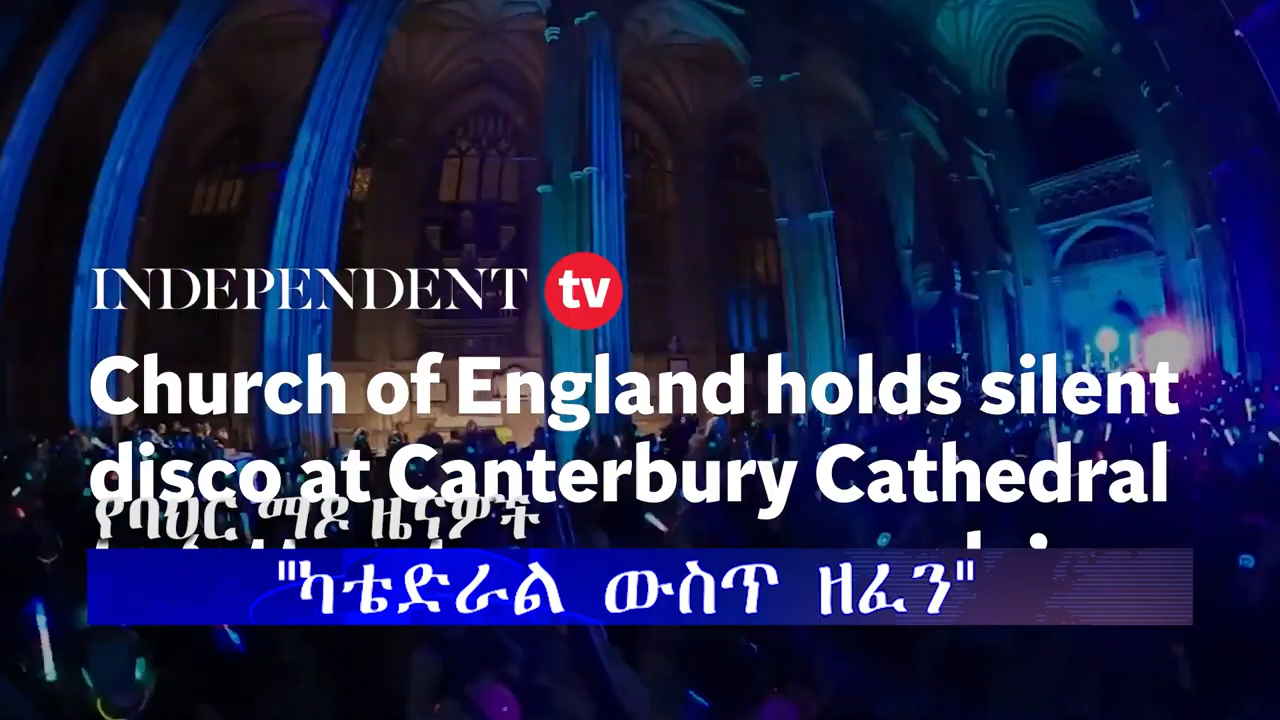 INDEPENDENT tv
Church of England holds silent
disco at Canterbury Cathedral
የባህር ማዶ ዜናዎች
"ካቴድራል ውስጥ ዘፈን"